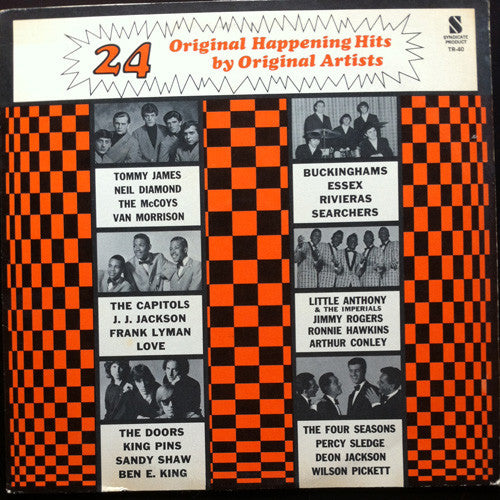 24
Original Happening Hits
by Original Artists
S
SYNDICATE
PRODUCT
TR-40
TOMMY JAMES
NEIL DIAMOND
THE McCOYS
VAN MORRISON
BUCKINGHAMS
ESSEX
RIVIERAS
SEARCHERS
THE CAPITOLS
J. J. JACKSON
FRANK LYMAN
LOVE
LITTLE ANTHONY
& THE IMPERIALS
JIMMY ROGERS
RONNIE HAWKINS
ARTHUR CONLEY
THE DOORS
KING PINS
SANDY SHAW
BEN E. KING
THE FOUR SEASONS
PERCY SLEDGE
DEON JACKSON
WILSON PICKETT